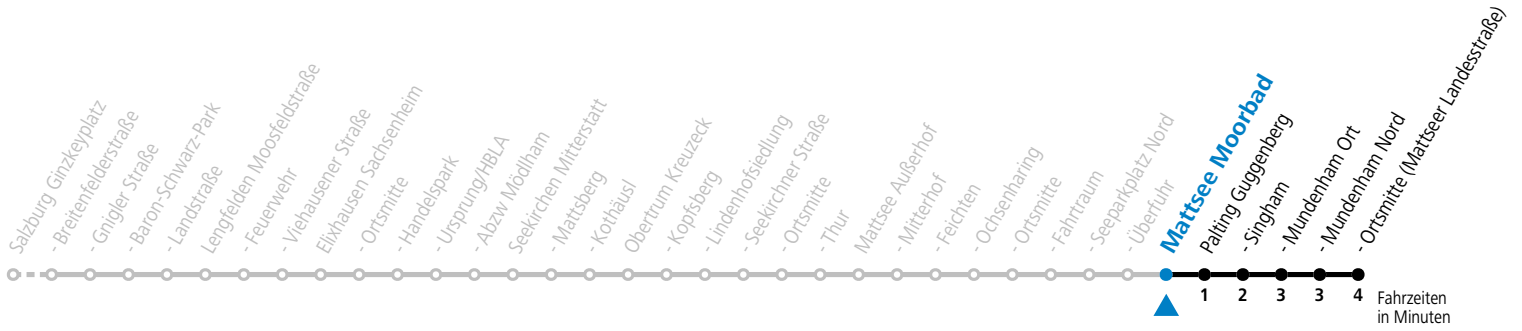 Salzburg Ginzkeyplatz
- Breitenfelderstraße
- Gnigler Straße
- Baron-Schwarz-Park
- Landstraße
Lengfelden Moosfeldstraße
- Feuerwehr
- Viehausener Straße
Elixhausen Sachsenheim
- Ortsmitte
- Handelspark
- Ursprung/HBLA
- Abzw Mödlham
Seekirchen Mitterstatt
- Mattsberg
- Kothäusl
Obertrum Kreuzeck
- Kopfsberg
- Lindenhofsiedlung
- Seekirchner Straße
- Ortsmitte
- Thur
Mattsee Außerhof
- Mitterhof
- Feichten
- Ochsenharing
- Ortsmitte
- Fahrtraum
- Seeparkplatz Nord
- Überfuhr
Mattsee Moorbad
Palting Guggenberg
- Singham
- Mundenham Ort
- Mundenham Nord
- Ortsmitte (Mattseer Landesstraße)
1 2 3 3 4
Fahrzeiten
in Minuten